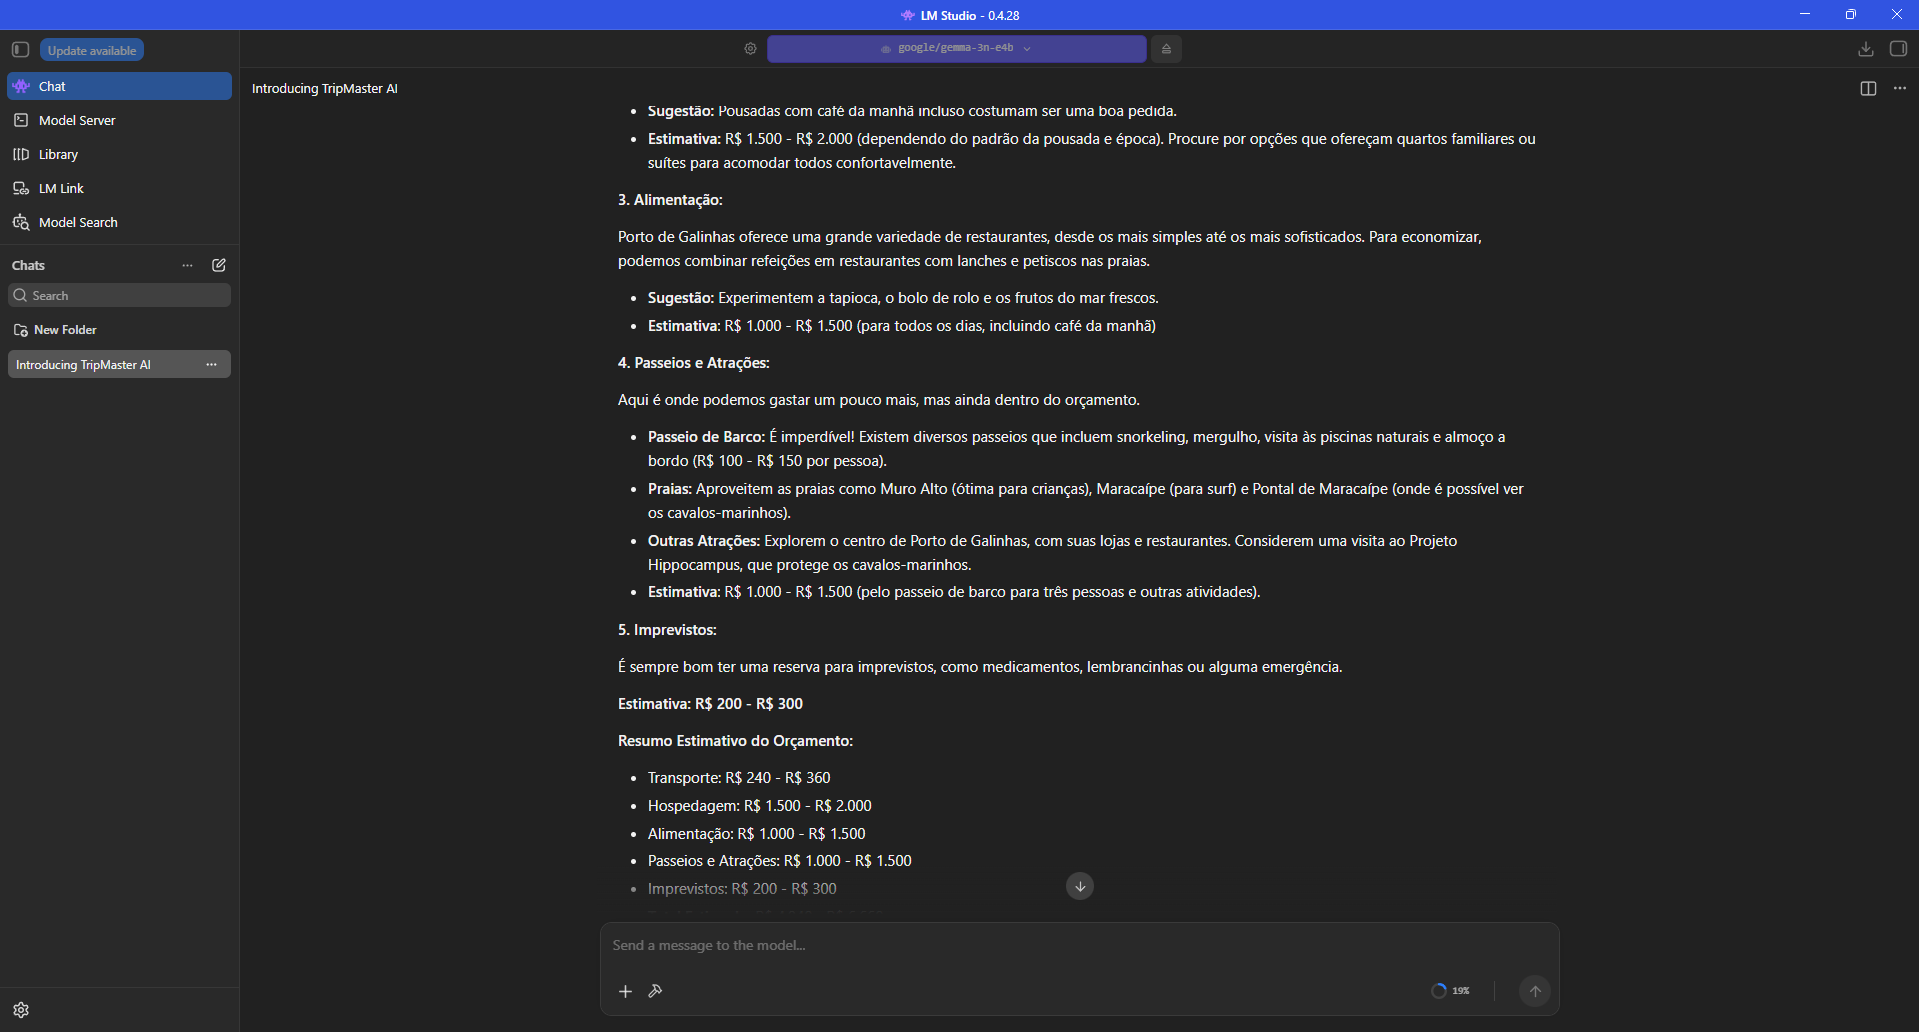 LM Studio - 0.4.28
Update available
google/gemma-3n-e4b
Chat
Model Server
Library
LM Link
Model Search
Chats
Search
New Folder
Introducing TripMaster AI
Introducing TripMaster AI
Sugestão: Pousadas com café da manhã incluso costumam ser uma boa pedida.
Estimativa: R$ 1.500 - R$ 2.000 (dependendo do padrão da pousada e época). Procure por opções que ofereçam quartos familiares ou
suítes para acomodar todos confortavelmente.
3. Alimentação:
Porto de Galinhas oferece uma grande variedade de restaurantes, desde os mais simples até os mais sofisticados. Para economizar,
podemos combinar refeições em restaurantes com lanches e petiscos nas praias.
Sugestão: Experimentem a tapioca, o bolo de rolo e os frutos do mar frescos.
Estimativa: R$ 1.000 - R$ 1.500 (para todos os dias, incluindo café da manhã)
4. Passeios e Atrações:
Aqui é onde podemos gastar um pouco mais, mas ainda dentro do orçamento.
Passeio de Barco: É imperdível! Existem diversos passeios que incluem snorkeling, mergulho, visita às piscinas naturais e almoço a
bordo (R$ 100 - R$ 150 por pessoa).
Praias: Aproveitem as praias como Muro Alto (ótima para crianças), Maracaípe (para surf) e Pontal de Maracaípe (onde é possível ver
os cavalos-marinhos).
Outras Atrações: Explorem o centro de Porto de Galinhas, com suas lojas e restaurantes. Considerem uma visita ao Projeto
Hippocampus, que protege os cavalos-marinhos.
Estimativa: R$ 1.000 - R$ 1.500 (pelo passeio de barco para três pessoas e outras atividades).
5. Imprevistos:
É sempre bom ter uma reserva para imprevistos, como medicamentos, lembrancinhas ou alguma emergência.
Estimativa: R$ 200 - R$ 300
Resumo Estimativo do Orçamento:
Transporte: R$ 240 - R$ 360
Hospedagem: R$ 1.500 - R$ 2.000
Alimentação: R$ 1.000 - R$ 1.500
Passeios e Atrações: R$ 1.000 - R$ 1.500
Imprevistos: R$ 200 - R$ 300
Send a message to the model...
19%